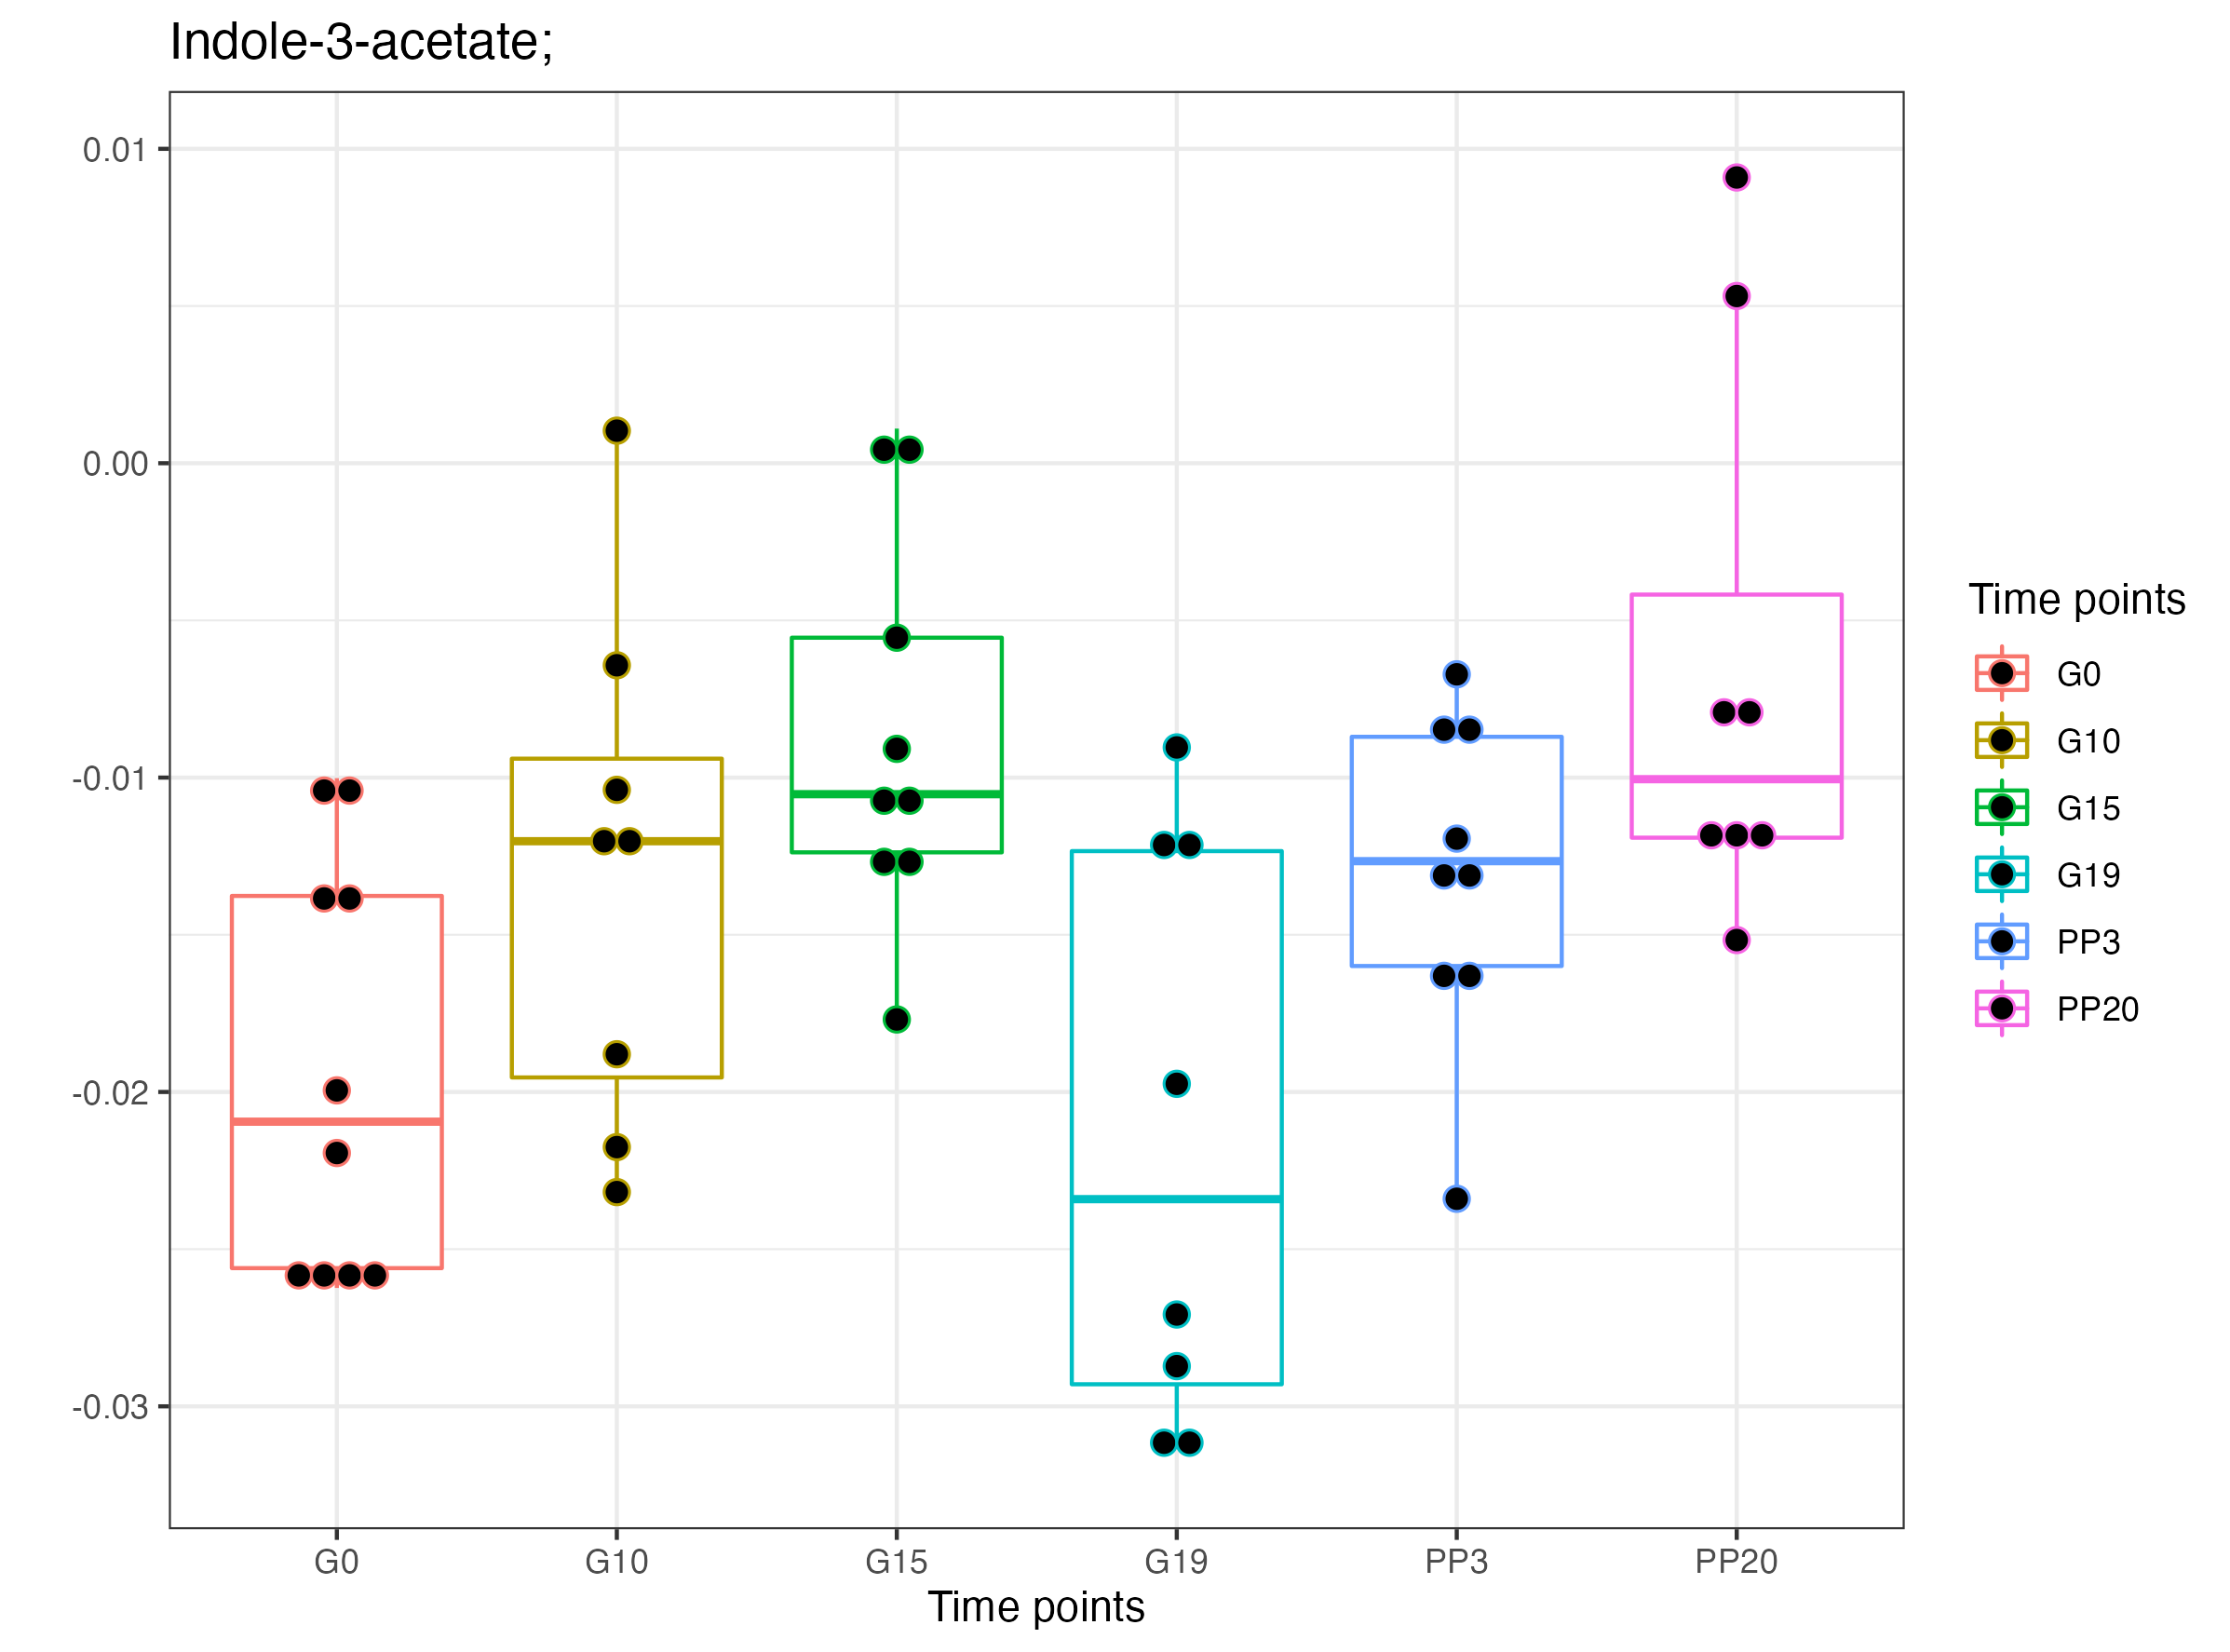 Indole-3-acetate;
0.01
0.00
-0.01
-0.02
-0.03
G0 G10 G15 G19 PP3 PP20
Time points
Time points
G0
G10
G15
G19
PP3
PP20